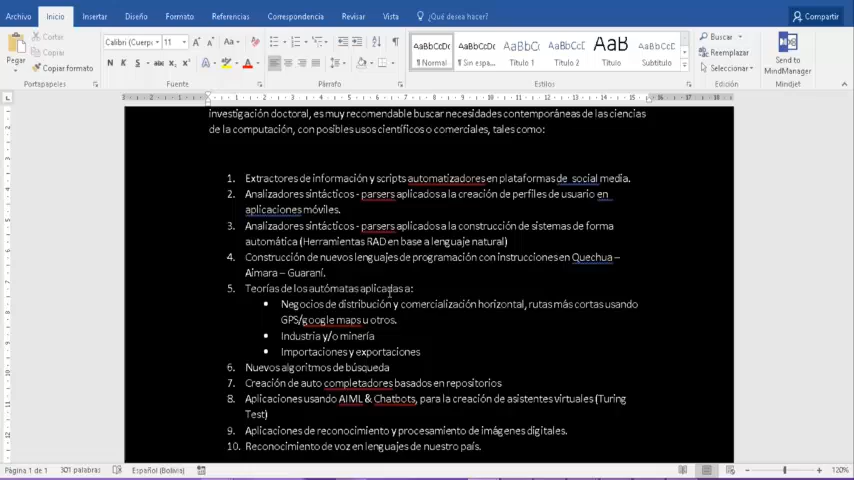 Archivo Inicio Insertar Diseño Formato Referencias Correspondencia Revisar Vista ¿Qué desea hacer? Compartir
Pegar
Cortar
Copiar
Copiar formato
Portapapeles
Calibri (Cuerp 11
Fuente
Párrafo
AaBbCcDc AaBbCcDc AaBbCc AaBbCcC AaB AaBbCcC
¶ Normal ¶ Sin espa... Título 1 Título 2 Título Subtítulo
Estilos
Buscar
Reemplazar
Seleccionar
Edición
Send to
MindManager
Mindjet
investigación doctoral, es muy recomendable buscar necesidades contemporáneas de las ciencias
de la computación, con posibles usos científicos o comerciales, tales como:
1. Extractores de información y scripts automatizadores en plataformas de social media.
2. Analizadores sintácticos - parsers aplicados a la creación de perfiles de usuario en
aplicaciones móviles.
3. Analizadores sintácticos - parsers aplicados a la construcción de sistemas de forma
automática (Herramientas RAD en base a lenguaje natural)
4. Construcción de nuevos lenguajes de programación con instrucciones en Quechua –
Aimara – Guaraní.
5. Teorías de los autómatas aplicadas a:
• Negocios de distribución y comercialización horizontal, rutas más cortas usando
GPS/google maps u otros.
• Industria y/o minería
• Importaciones y exportaciones
6. Nuevos algoritmos de búsqueda
7. Creación de auto completadores basados en repositorios
8. Aplicaciones usando AIML & Chatbots, para la creación de asistentes virtuales (Turing
Test)
9. Aplicaciones de reconocimiento y procesamiento de imágenes digitales.
10. Reconocimiento de voz en lenguajes de nuestro país.
Página 1 de 1 301 palabras Español (Bolivia) 120%